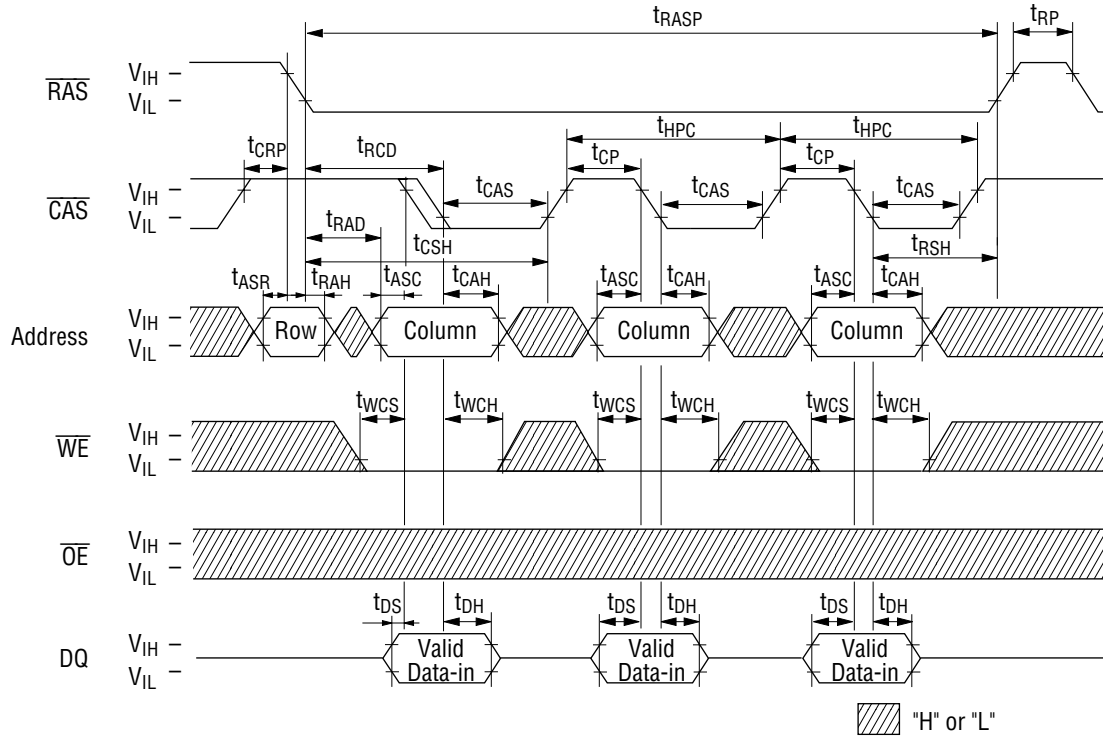 tRASP tRP
RAS VIH VIL
tCRP tRCD tHPC tHPC
tCP tCP
CAS VIH VIL
tCAS tCAS tCAS
tRAD tCSH tRSH
tASR tRAH tASC tCAH tASC tCAH tASC tCAH
Address VIH VIL
Row Column Column Column
tWCS tWCH tWCS tWCH tWCS tWCH
WE VIH VIL
OE VIH VIL
tDS tDH tDS tDH tDS tDH
DQ VIH VIL
Valid Data-in Valid Data-in Valid Data-in
"H" or "L"